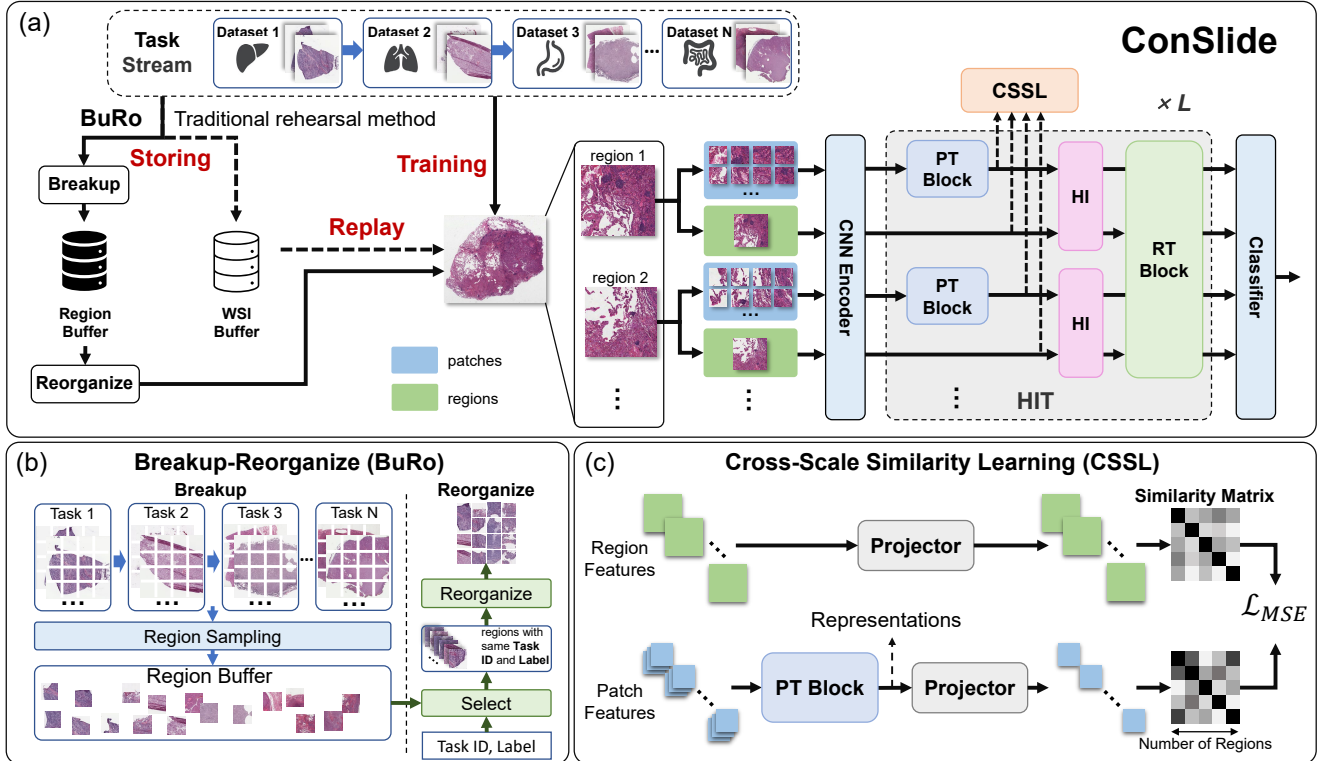 (a)
Task
Stream
Dataset 1
Dataset 2
Dataset 3
...
Dataset N
ConSlide
BuRo
Traditional rehearsal method
Storing
Breakup
Region
Buffer
WSI
Buffer
Reorganize
Replay
Training
patches
regions
region 1
region 2
...
...
CNN Encoder
CSSL
× L
PT
Block
PT
Block
HI
HI
RT
Block
HIT
Classifier
(b)
Breakup-Reorganize (BuRo)
Breakup
Task 1
Task 2
Task 3
...
Task N
...
...
...
...
Region Sampling
Region Buffer
Reorganize
Reorganize
regions with
same Task
ID and Label
Select
Task ID, Label
(c)
Cross-Scale Similarity Learning (CSSL)
Region
Features
Projector
Similarity Matrix
ℒMSE
Representations
Patch
Features
PT Block
Projector
Number of Regions